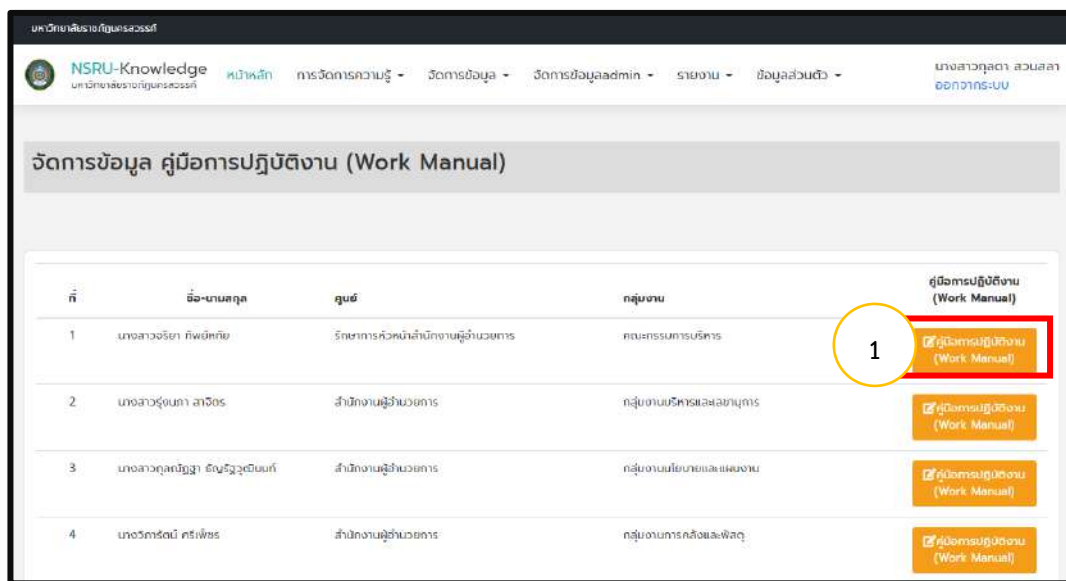 มหาวิทยาลัยราชภัฏนครสวรรค์
NSRU-Knowledge
มหาวิทยาลัยราชภัฏนครสวรรค์
หน้าหลัก การจัดการความรู้ จัดการข้อมูล จัดการข้อมูลadmin รายงาน ข้อมูลส่วนตัว
นางสาวกุลดา สวนสลา
ออกจากระบบ
จัดการข้อมูล คู่มือการปฏิบัติงาน (Work Manual)
ที่ ชื่อ-นามสกุล ศูนย์ กลุ่มงาน คู่มือการปฏิบัติงาน
(Work Manual)
1 นางสาวอริยา ทิพย์หทัย รักษาการหัวหน้าสำนักงานผู้อำนวยการ คณะกรรมการบริหาร
1
คู่มือการปฏิบัติงาน
(Work Manual)
2 นางสาวรุ่งนภา สาจิตร สำนักงานผู้อำนวยการ กลุ่มงานบริหารและเลขานุการ
คู่มือการปฏิบัติงาน
(Work Manual)
3 นางสาวกุลณัฏฐา สำนักงานผู้อำนวยการ กลุ่มงานนโยบายและแผนงาน
คู่มือการปฏิบัติงาน
(Work Manual)
4 นางวิภารัตน์ ศรีเพ็ชร สำนักงานผู้อำนวยการ กลุ่มงานการคลังและพัสดุ
คู่มือการปฏิบัติงาน
(Work Manual)